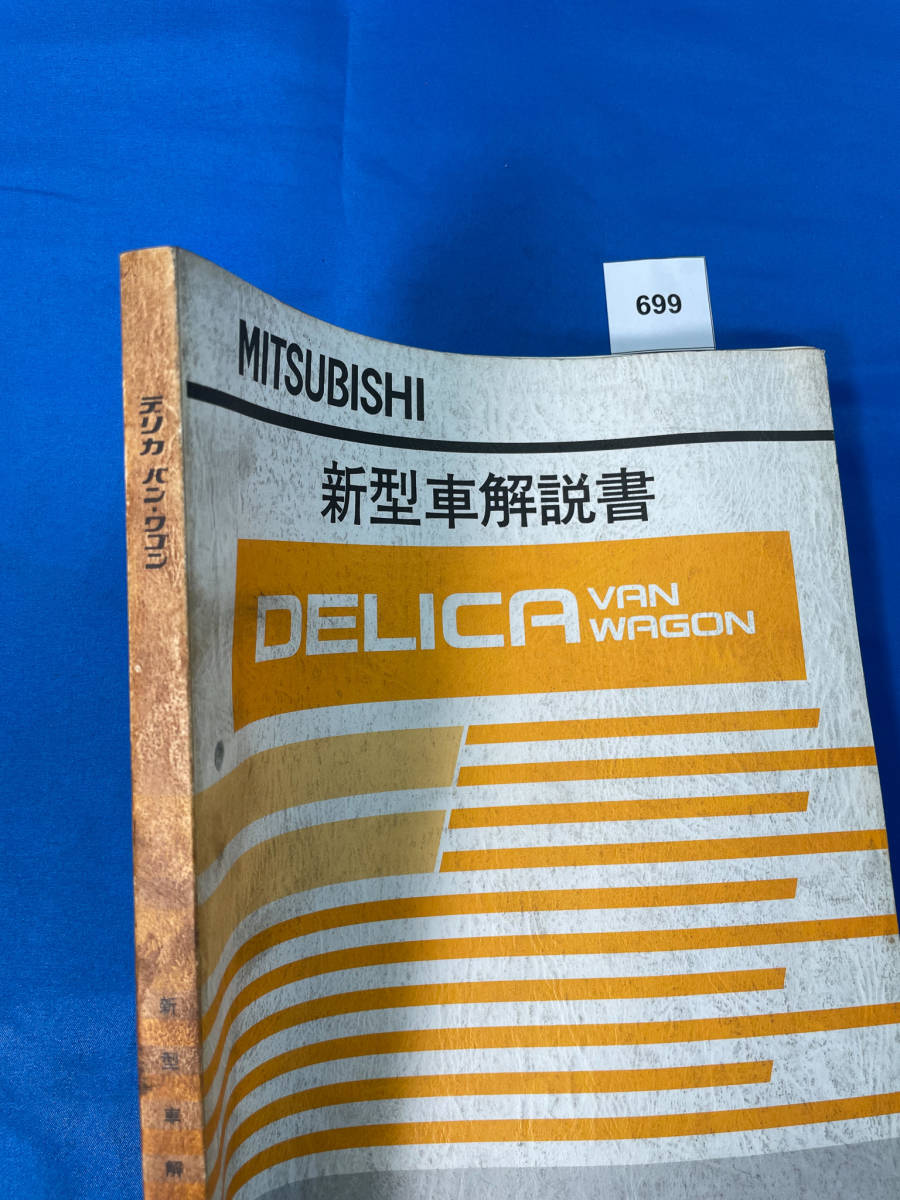 699
MITSUBISHI
新型車解説書
DELICA VAN WAGON
デリカ バン・ワゴン
新型車解